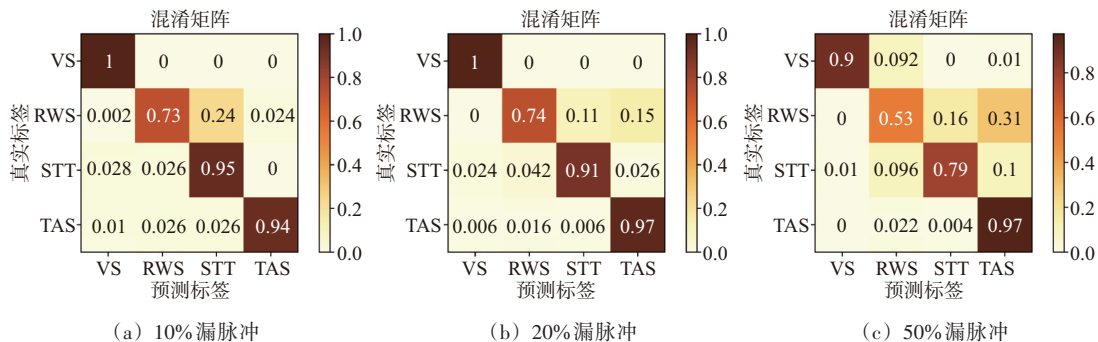 混淆矩阵
VS 1 0 0 0 1.0
0.8
RWS 0.002 0.73 0.24 0.024
0.6
真实标签
STT 0.028 0.026 0.95 0
0.4
0.2
TAS 0.01 0.026 0.026 0.94
0.0
VS RWS STT TAS
预测标签
(a) 10%漏脉冲
混淆矩阵
VS 1 0 0 0 1.0
0.8
RWS 0 0.74 0.11 0.15
0.6
真实标签
STT 0.024 0.042 0.91 0.026
0.4
0.2
TAS 0.006 0.016 0.006 0.97
0.0
VS RWS STT TAS
预测标签
(b) 20%漏脉冲
混淆矩阵
VS 0.9 0.092 0 0.01
0.8
RWS 0 0.53 0.16 0.31
0.6
真实标签
STT 0.01 0.096 0.79 0.1
0.4
0.2
TAS 0 0.022 0.004 0.97
0.0
VS RWS STT TAS
预测标签
(c) 50%漏脉冲